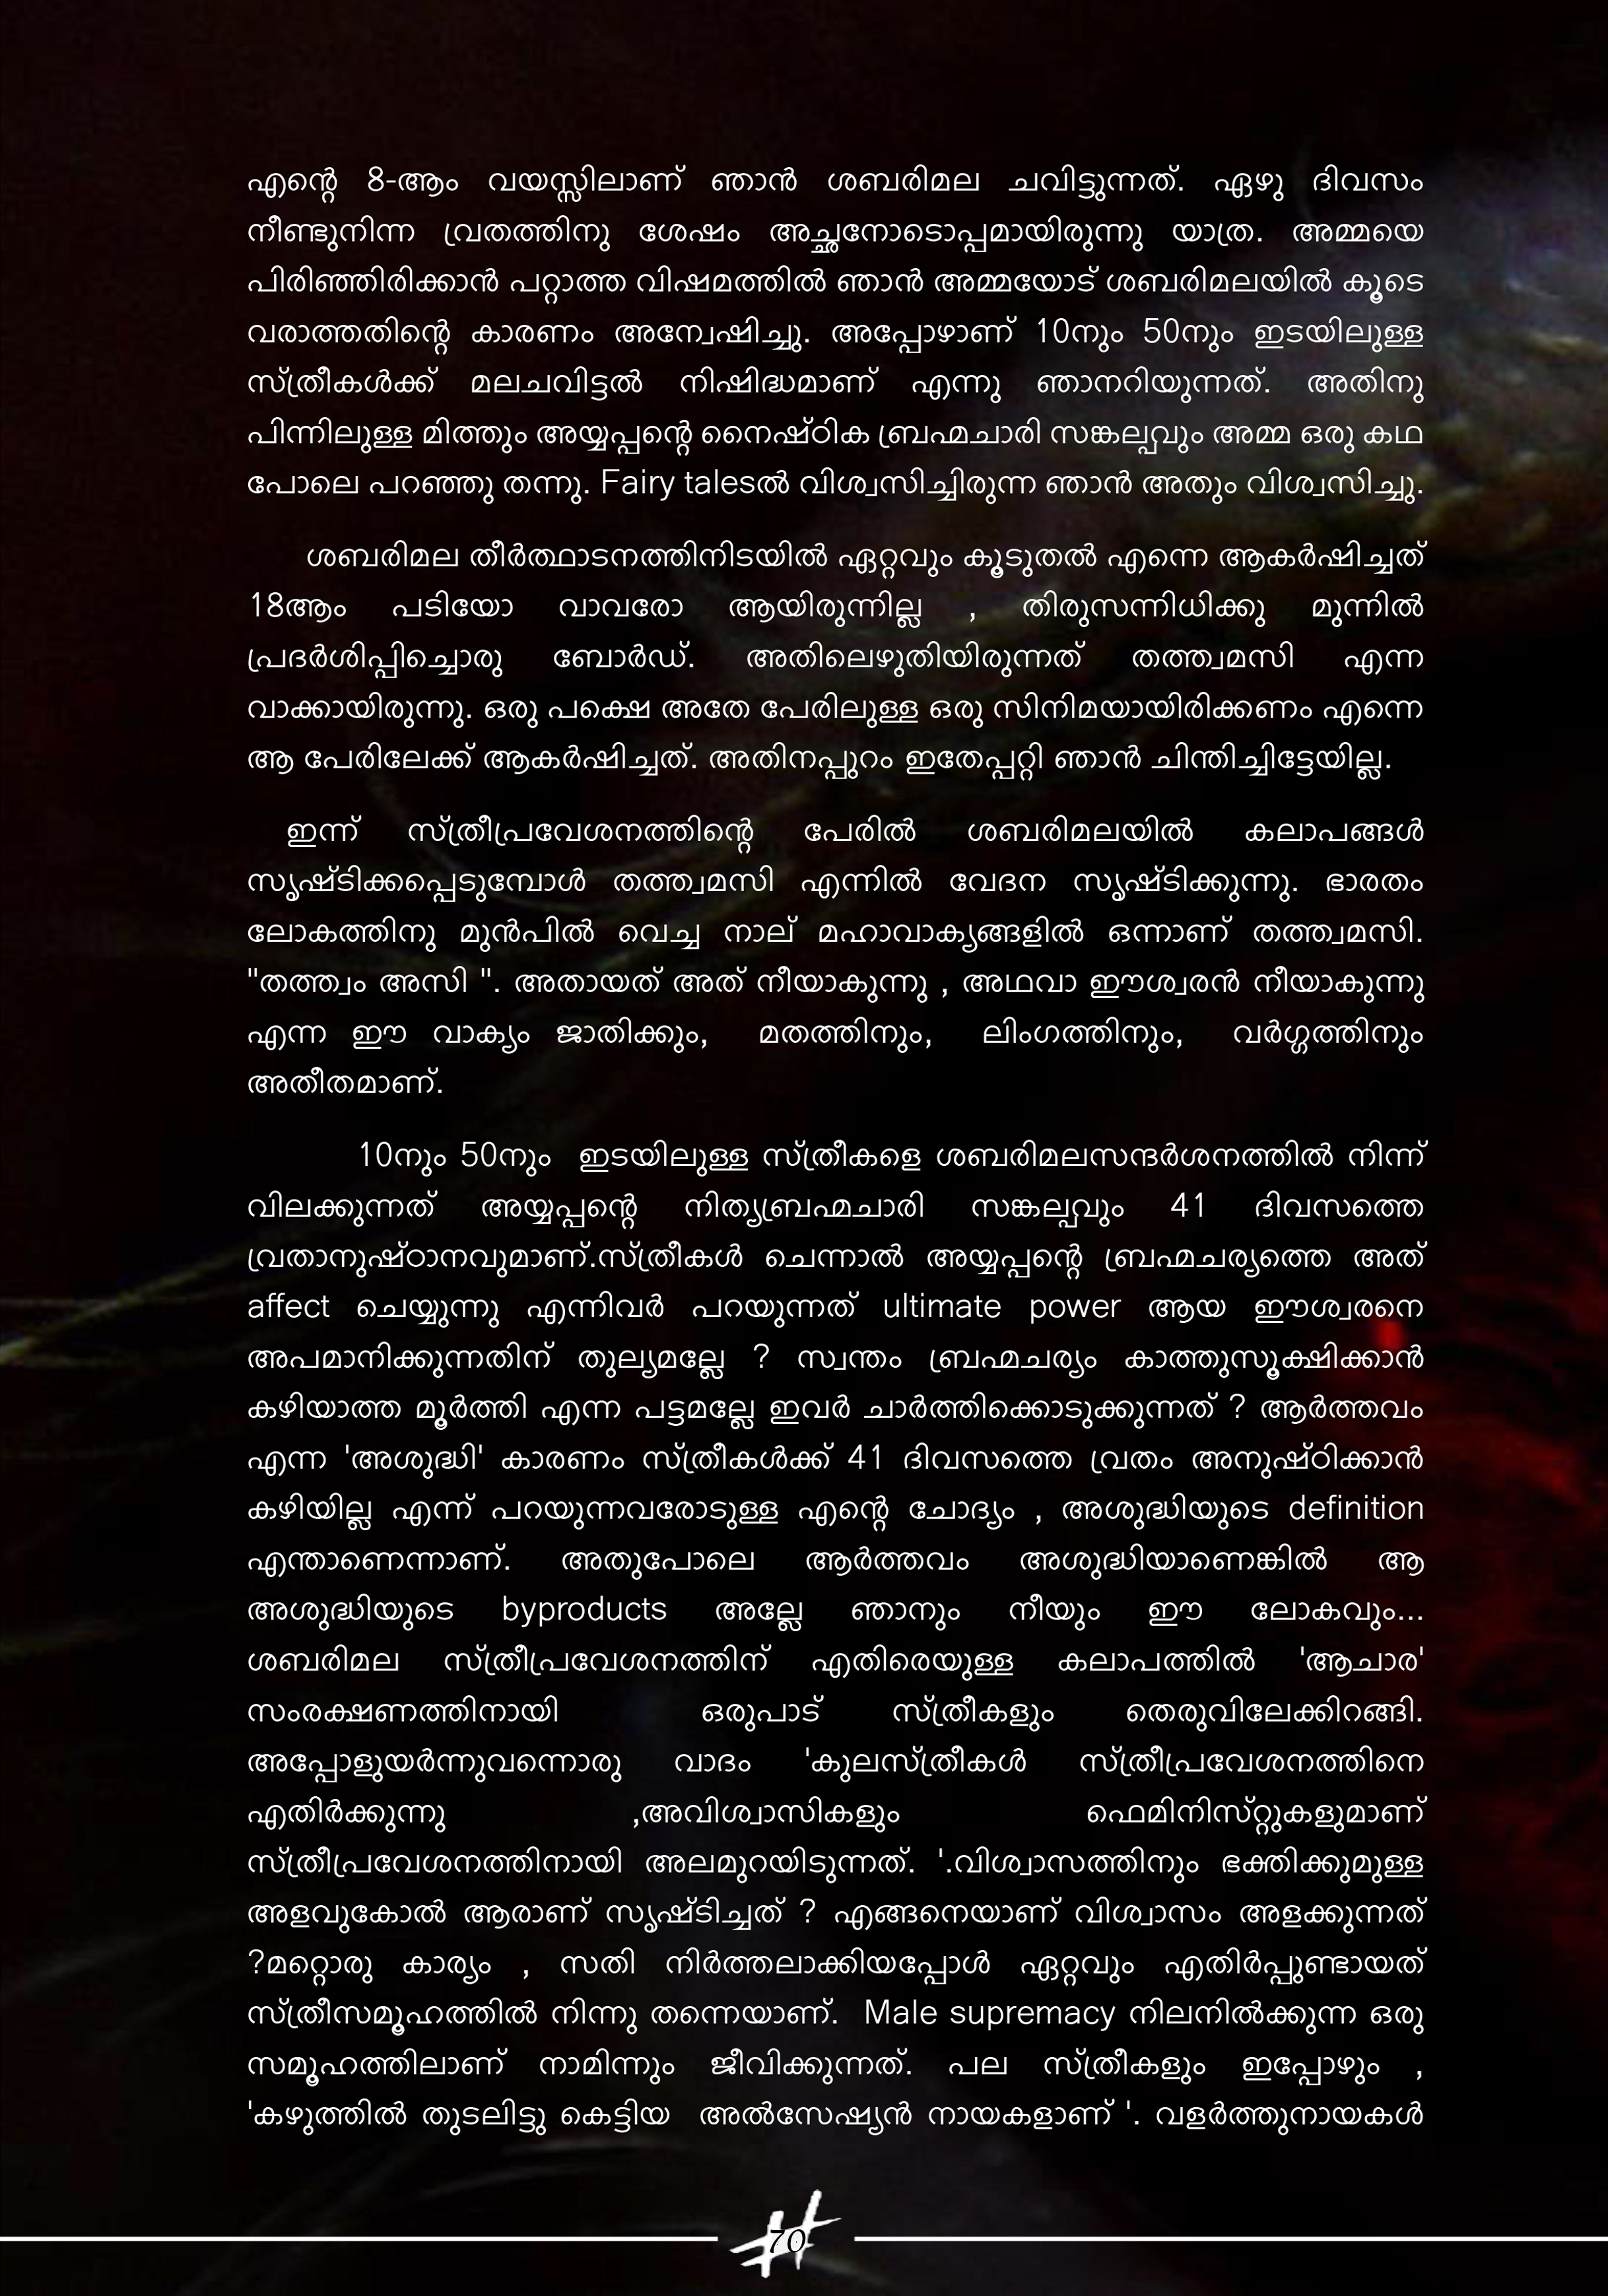 എന്റെ 8-ആം വയസ്സിലാണ് ഞാൻ ശബരിമല ചവിട്ടുന്നത്. ഏഴു ദിവസം
നീണ്ടുനിന്ന വ്രതത്തിനു ശേഷം അച്ഛനോടൊപ്പമായിരുന്നു യാത്ര. അമ്മയെ
പിരിഞ്ഞിരിക്കാൻ പറ്റാത്ത വിഷമത്തിൽ ഞാൻ അമ്മയോട് ശബരിമലയിൽ കൂടെ
വരാത്തതിന്റെ കാരണം അന്വേഷിച്ചു. അപ്പോഴാണ് 10നും 50നും ഇടയിലുള്ള
സ്ത്രീകൾക്ക് മലചവിട്ടൽ നിഷിദ്ധമാണ് എന്നു ഞാനറിയുന്നത്. അതിനു
പിന്നിലുള്ള മിത്തും അയ്യപ്പന്റെ നൈഷ്ഠിക ബ്രഹ്മചാരി സങ്കല്പവും അമ്മ ഒരു കഥ
പോലെ പറഞ്ഞു തന്നു. Fairy talesൽ വിശ്വസിച്ചിരുന്ന ഞാൻ അതും വിശ്വസിച്ചു.
ശബരിമല തീർത്ഥാടനത്തിനിടയിൽ ഏറ്റവും കൂടുതൽ എന്നെ ആകർഷിച്ചത്
18ആം പടിയോ വാവരോ ആയിരുന്നില്ല , തിരുസന്നിധിക്കു മുന്നിൽ
പ്രദർശിപ്പിച്ചൊരു ബോർഡ്. അതിലെഴുതിയിരുന്നത് തത്ത്വമസി എന്ന
വാക്കായിരുന്നു. ഒരു പക്ഷെ അതേ പേരിലുള്ള ഒരു സിനിമയായിരിക്കണം എന്നെ
ആ പേരിലേക്ക് ആകർഷിച്ചത്. അതിനപ്പുറം ഇതേപ്പറ്റി ഞാൻ ചിന്തിച്ചിട്ടേയില്ല.
ഇന്ന് സ്ത്രീപ്രവേശനത്തിന്റെ പേരിൽ ശബരിമലയിൽ കലാപങ്ങൾ
സൃഷ്ടിക്കപ്പെടുമ്പോൾ തത്ത്വമസി എന്നിൽ വേദന സൃഷ്ടിക്കുന്നു. ഭാരതം
ലോകത്തിനു മുൻപിൽ വെച്ച നാല് മഹാവാക്യങ്ങളിൽ ഒന്നാണ് തത്ത്വമസി.
"തത്ത്വം അസി ". അതായത് അത് നീയാകുന്നു , അഥവാ ഈശ്വരൻ നീയാകുന്നു
എന്ന ഈ വാക്യം ജാതിക്കും, മതത്തിനും, ലിംഗത്തിനും, വർഗ്ഗത്തിനും
അതീതമാണ്.
10നും 50നും ഇടയിലുള്ള സ്ത്രീകളെ ശബരിമലസന്ദർശനത്തിൽ നിന്ന്
വിലക്കുന്നത് അയ്യപ്പന്റെ നിത്യബ്രഹ്മചാരി സങ്കല്പവും 41 ദിവസത്തെ
വ്രതാനുഷ്ഠാനവുമാണ്.സ്ത്രീകൾ ചെന്നാൽ അയ്യപ്പന്റെ ബ്രഹ്മചര്യത്തെ അത്
affect ചെയ്യുന്നു എന്നിവർ പറയുന്നത് ultimate power ആയ ഈശ്വരനെ
അപമാനിക്കുന്നതിന് തുല്യമല്ലേ ? സ്വന്തം ബ്രഹ്മചര്യം കാത്തുസൂക്ഷിക്കാൻ
കഴിയാത്ത മൂർത്തി എന്ന പട്ടമല്ലേ ഇവർ ചാർത്തിക്കൊടുക്കുന്നത് ? ആർത്തവം
എന്ന 'അശുദ്ധി' കാരണം സ്ത്രീകൾക്ക് 41 ദിവസത്തെ വ്രതം അനുഷ്ഠിക്കാൻ
കഴിയില്ല എന്ന് പറയുന്നവരോടുള്ള എന്റെ ചോദ്യം , അശുദ്ധിയുടെ definition
എന്താണെന്നാണ്. അതുപോലെ ആർത്തവം അശുദ്ധിയാണെങ്കിൽ ആ
അശുദ്ധിയുടെ byproducts അല്ലേ ഞാനും നീയും ഈ ലോകവും...
ശബരിമല സ്ത്രീപ്രവേശനത്തിന് എതിരെയുള്ള കലാപത്തിൽ 'ആചാര'
സംരക്ഷണത്തിനായി ഒരുപാട് സ്ത്രീകളും തെരുവിലേക്കിറങ്ങി.
അപ്പോളുയർന്നുവന്നൊരു വാദം 'കുലസ്ത്രീകൾ സ്ത്രീപ്രവേശനത്തിനെ
എതിർക്കുന്നു ,അവിശ്വാസികളും ഫെമിനിസ്റ്റുകളുമാണ്
സ്ത്രീപ്രവേശനത്തിനായി അലമുറയിടുന്നത്. '.വിശ്വാസത്തിനും ഭക്തിക്കുമുള്ള
അളവുകോൽ ആരാണ് സൃഷ്ടിച്ചത് ? എങ്ങനെയാണ് വിശ്വാസം അളക്കുന്നത്
?മറ്റൊരു കാര്യം , സതി നിർത്തലാക്കിയപ്പോൾ ഏറ്റവും എതിർപ്പുണ്ടായത്
സ്ത്രീസമൂഹത്തിൽ നിന്നു തന്നെയാണ്. Male supremacy നിലനിൽക്കുന്ന ഒരു
സമൂഹത്തിലാണ് നാമിന്നും ജീവിക്കുന്നത്. പല സ്ത്രീകളും ഇപ്പോഴും ,
'കഴുത്തിൽ തുടലിട്ടു കെട്ടിയ അൽസേഷ്യൻ നായകളാണ് '. വളർത്തുനായകൾ
70